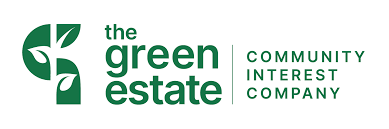 the
green
estate
COMMUNITY
INTEREST
COMPANY